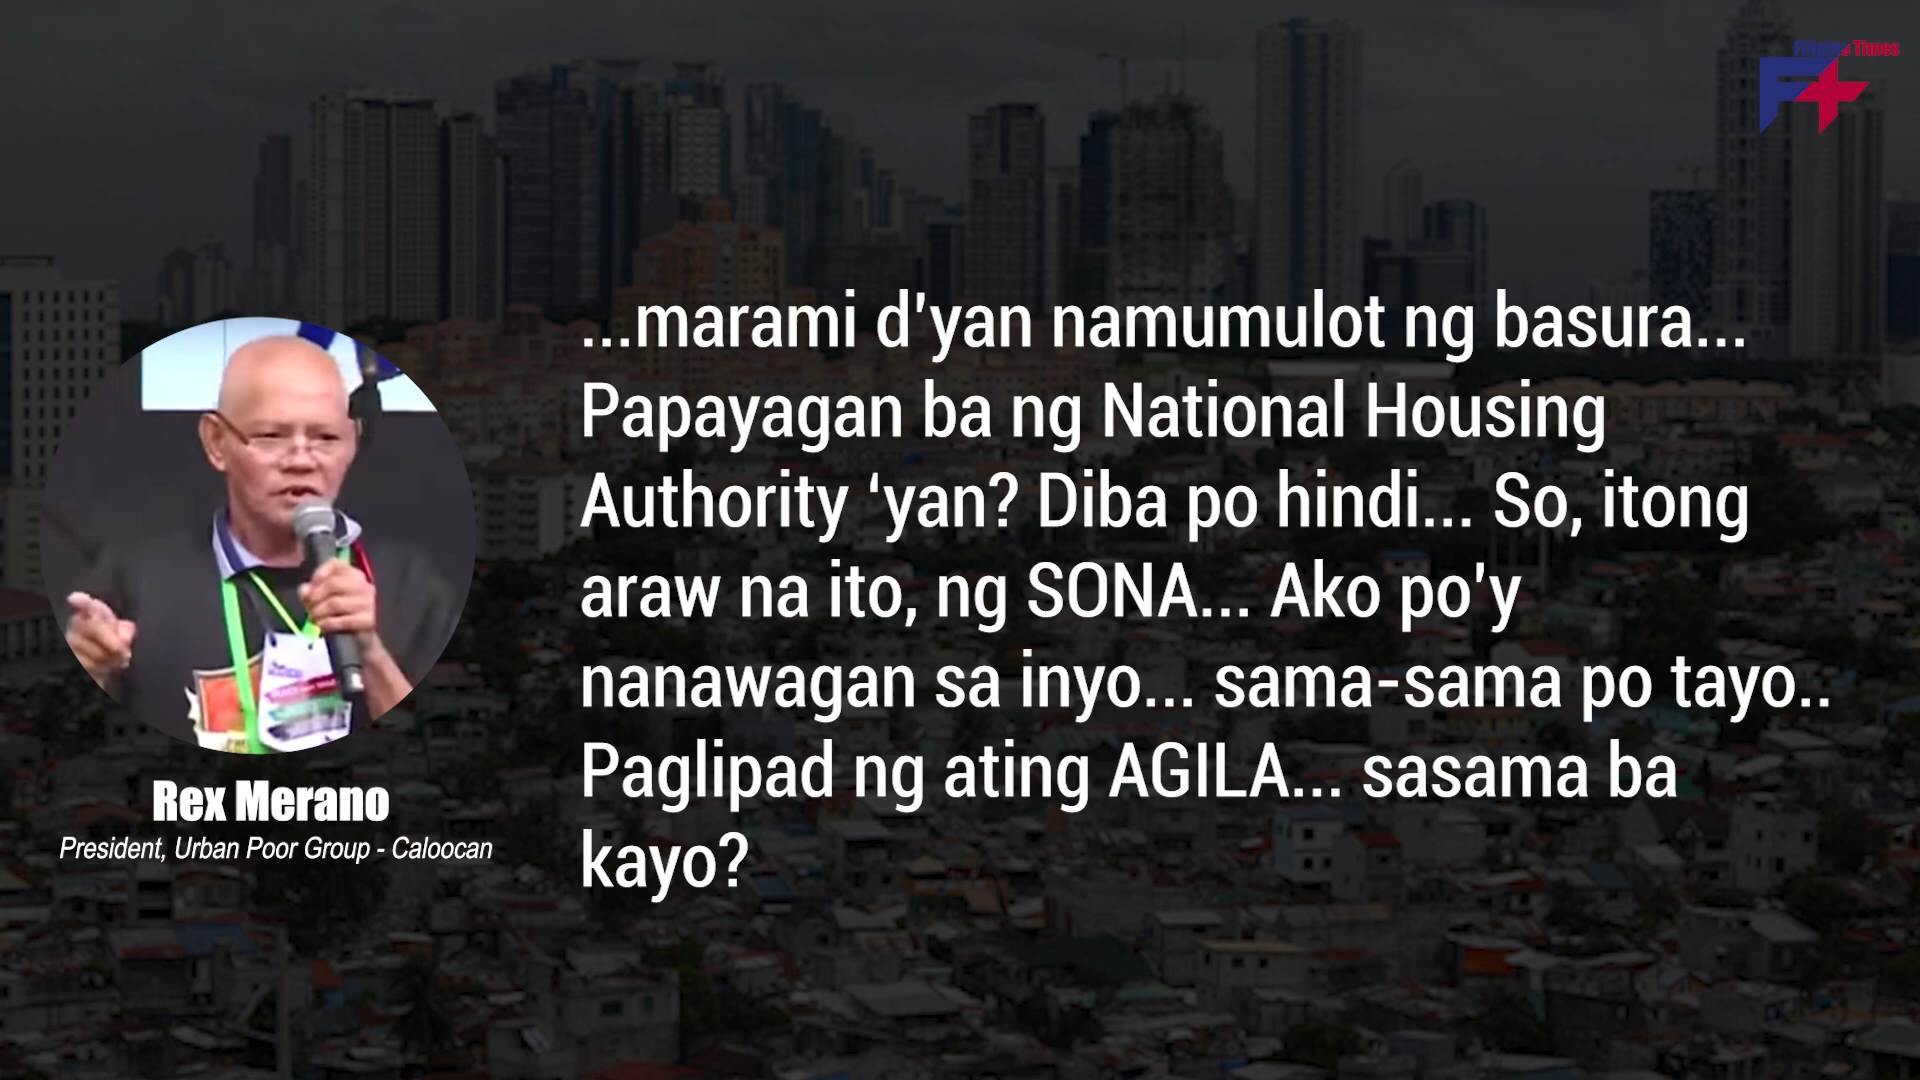 Filipino Times
...marami d'yan namumulot ng basura...
Papayagan ba ng National Housing
Authority ‘yan? Diba po hindi... So, itong
araw na ito, ng SONA... Ako po'y
nanawagan sa inyo... sama-sama po tayo..
Paglipad ng ating AGILA... sasama ba
kayo?
Rex Merano
President, Urban Poor Group - Caloocan